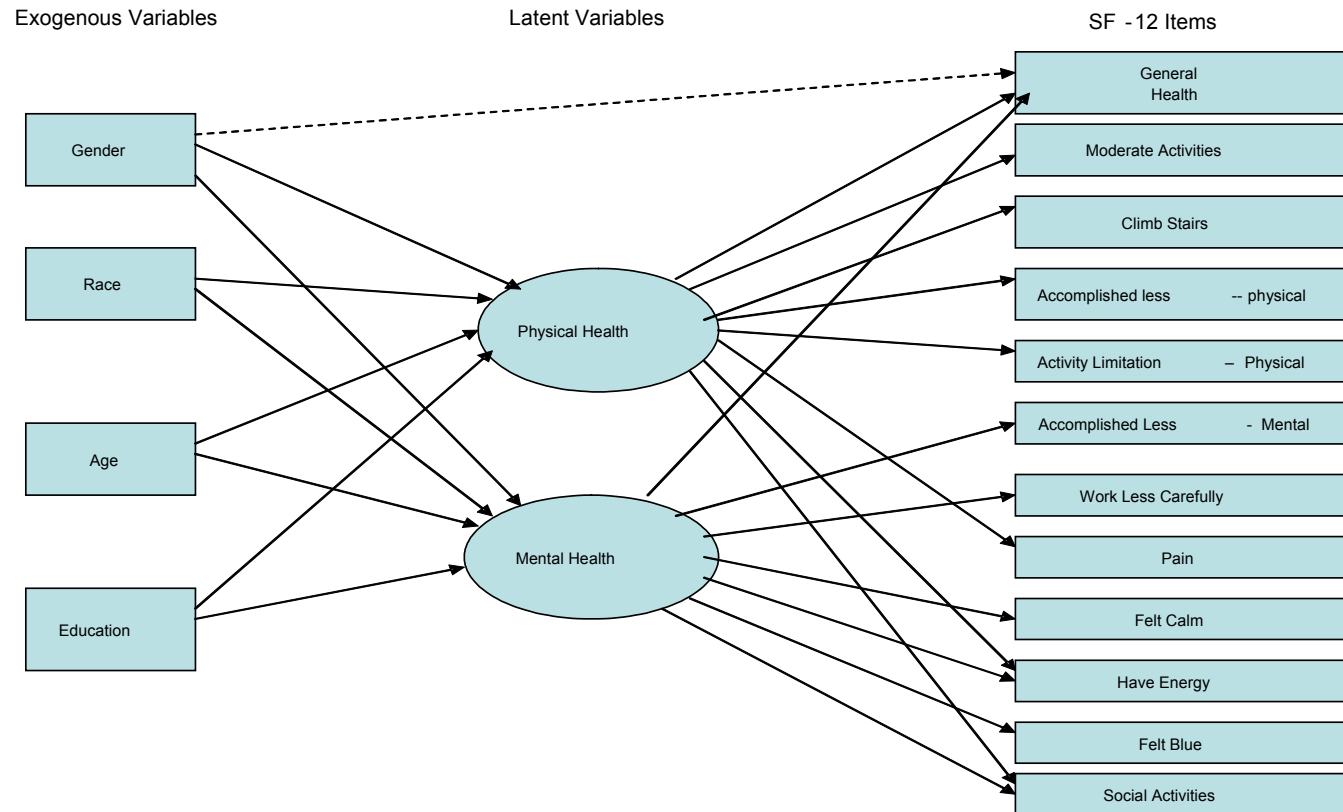 Exogenous Variables
Latent Variables
SF -12 Items
Gender
Race
Age
Education
Physical Health
Mental Health
General
Health
Moderate Activities
Climb Stairs
Accomplished less -- physical
Activity Limitation – Physical
Accomplished Less - Mental
Work Less Carefully
Pain
Felt Calm
Have Energy
Felt Blue
Social Activities